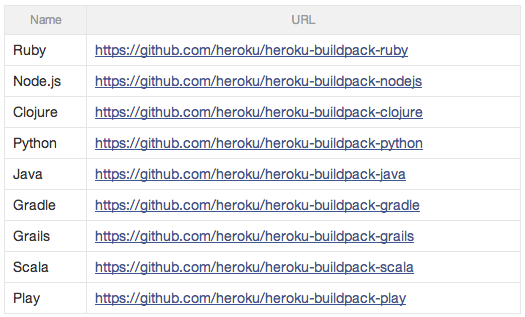 Name URL
Ruby https://github.com/heroku/heroku-buildpack-ruby
Node.js https://github.com/heroku/heroku-buildpack-nodejs
Clojure https://github.com/heroku/heroku-buildpack-clojure
Python https://github.com/heroku/heroku-buildpack-python
Java https://github.com/heroku/heroku-buildpack-java
Gradle https://github.com/heroku/heroku-buildpack-gradle
Grails https://github.com/heroku/heroku-buildpack-grails
Scala https://github.com/heroku/heroku-buildpack-scala
Play https://github.com/heroku/heroku-buildpack-play